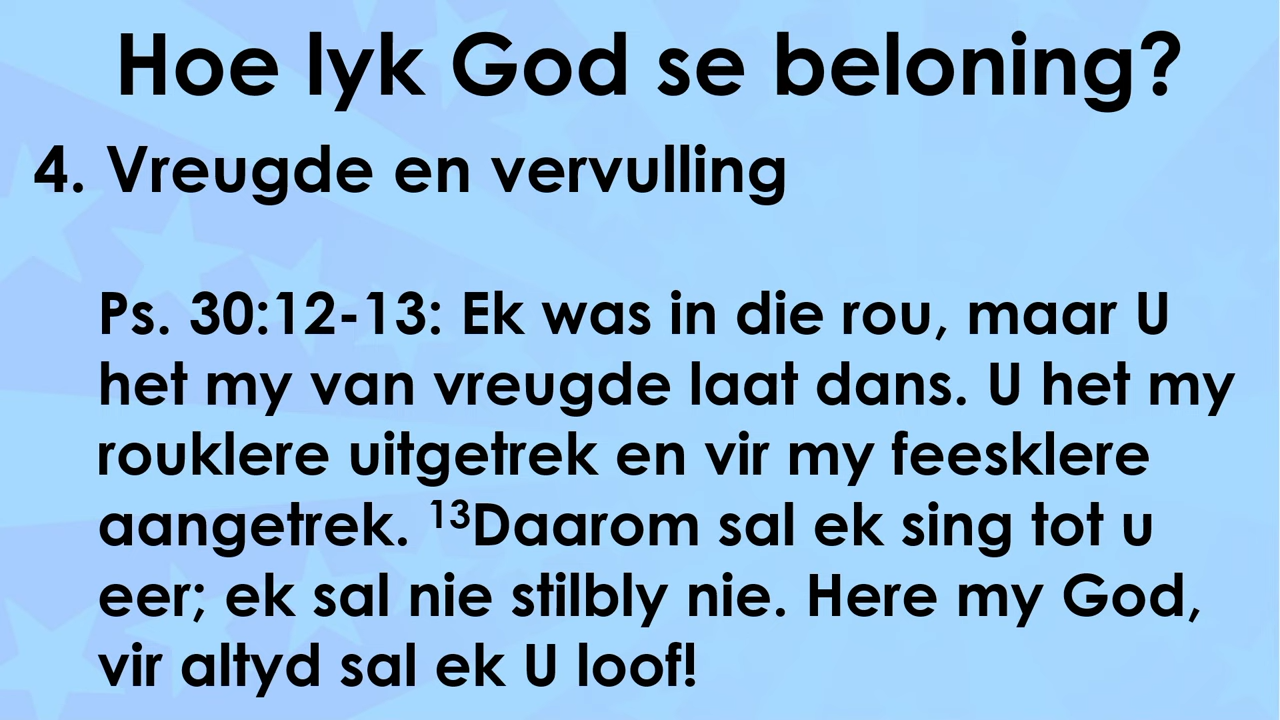 Hoe lyk God se beloning?
4. Vreugde en vervulling
Ps. 30:12-13: Ek was in die rou, maar U
het my van vreugde laat dans. U het my
rouklere uitgetrek en vir my feesklere
aangetrek. ¹³Daarom sal ek sing tot u
eer; ek sal nie stilbly nie. Here my God,
vir altyd sal ek U loof!